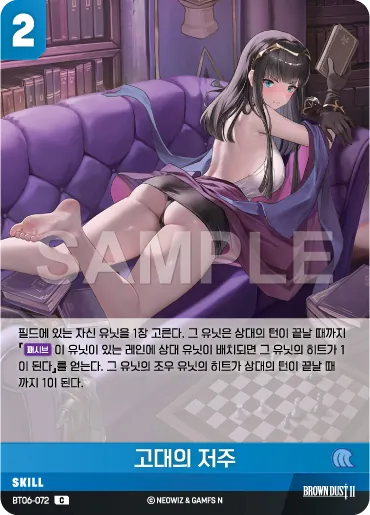 2
SAMPLE
필드에 있는 자신 유닛을 1장 고른다. 그 유닛은 상대의 턴이 끝날 때까지
『패시브 이 유닛이 있는 레인에 상대 유닛이 배치되면 그 유닛의 히트가 1
이 된다』를 얻는다. 그 유닛의 조우 유닛의 히트가 상대의 턴이 끝날 때
까지 1이 된다.
고대의 저주
SKILL
BT06-072 C
© NEOWIZ & GAMFS N
BROWN DUST II